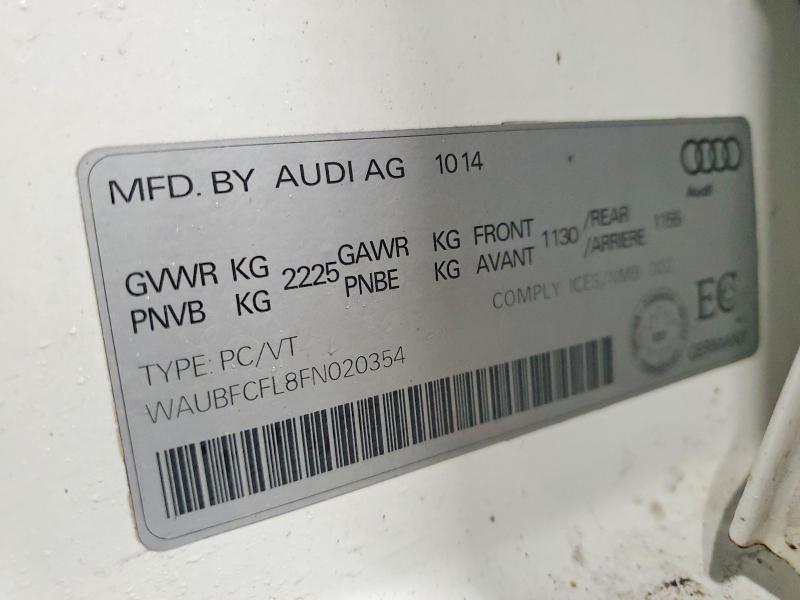 MFD. BY AUDI AG 10 14
Audi
GVWR KG 2225 GAWR KG FRONT 1130 /REAR 1155
PNVB KG PNBE KG AVANT /ARRIERE
COMPLY ICES/NMB 002
EC
TYPE: PC/VT
GERMANY
WAUBFCFL8FN020354